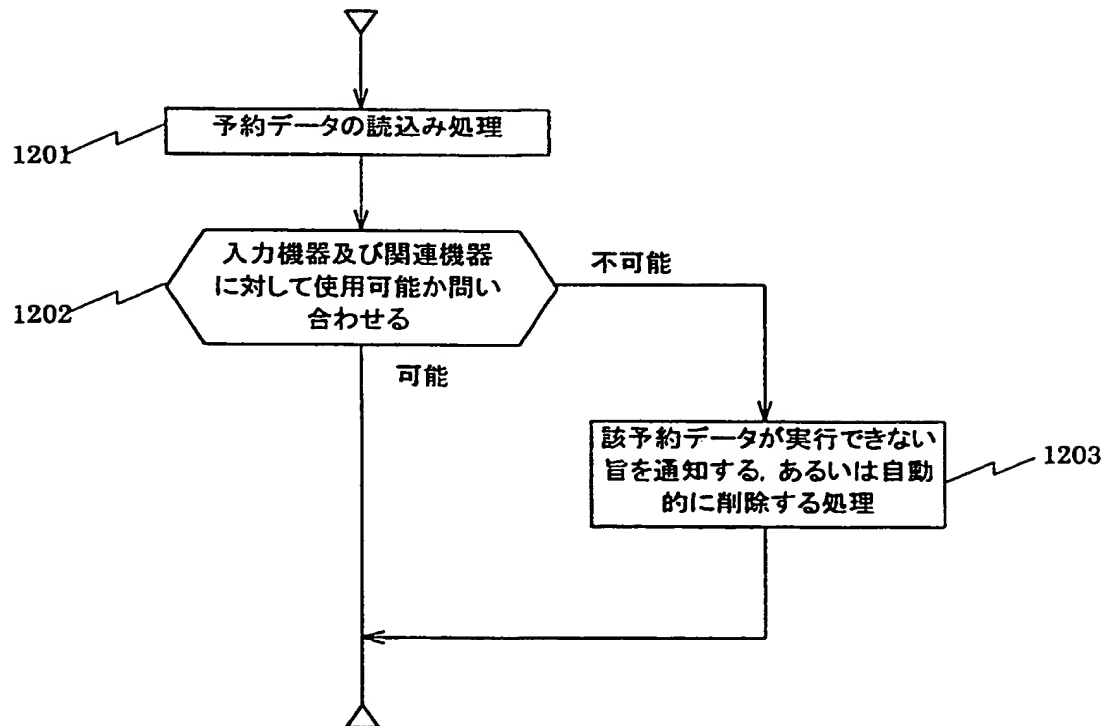 予約データの読込み処理
1201
入力機器及び関連機器
に対して使用可能か問い
合わせる
1202
不可能
可能
該予約データが実行できない
旨を通知する，あるいは自動
的に削除する処理
1203